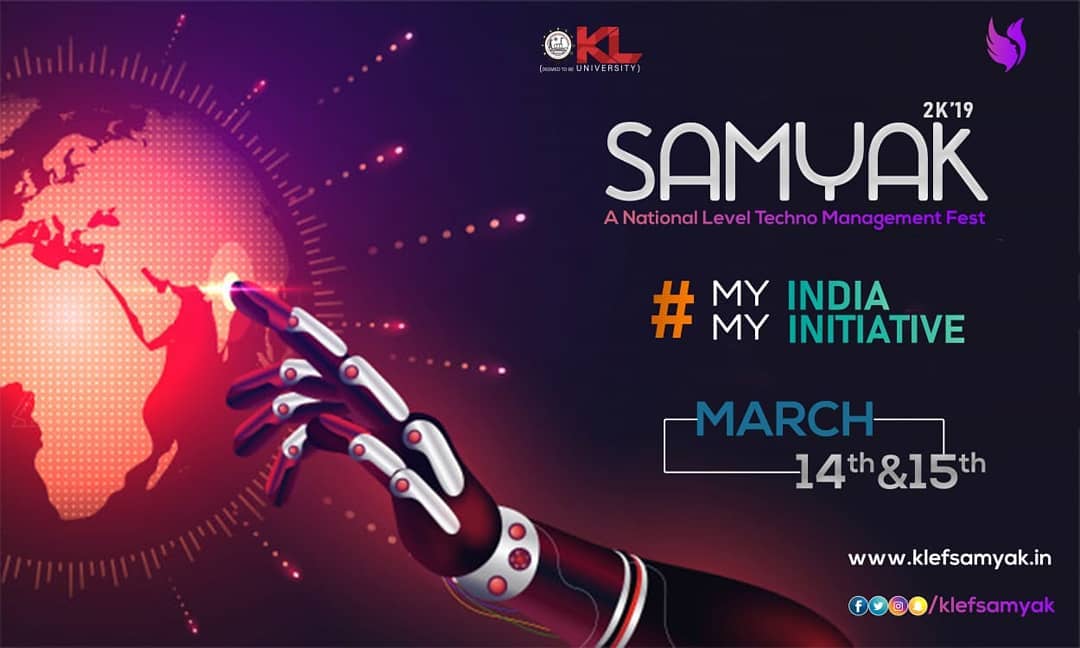 KL
(DEEMED TO BE UNIVERSITY)
2K'19
SAMYAK
A National Level Techno Management Fest
# MY INDIA
MY INITIATIVE
MARCH
14th&15th
www.klefsamyak.in
/klefsamyak